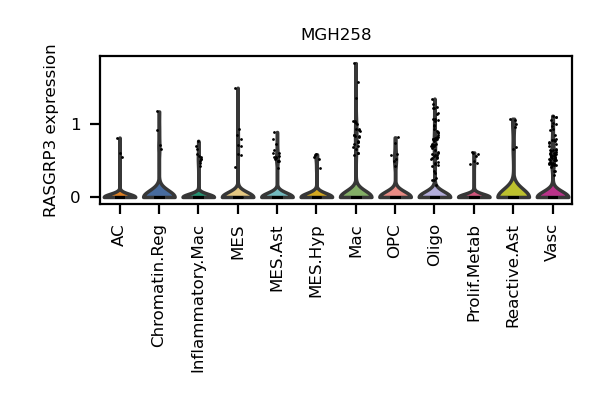 MGH258
RASGRP3 expression
1
0
AC
Chromatin.Reg
Inflammatory.Mac
MES
MES.Ast
MES.Hyp
Mac
OPC
Oligo
Prolif.Metab
Reactive.Ast
Vasc